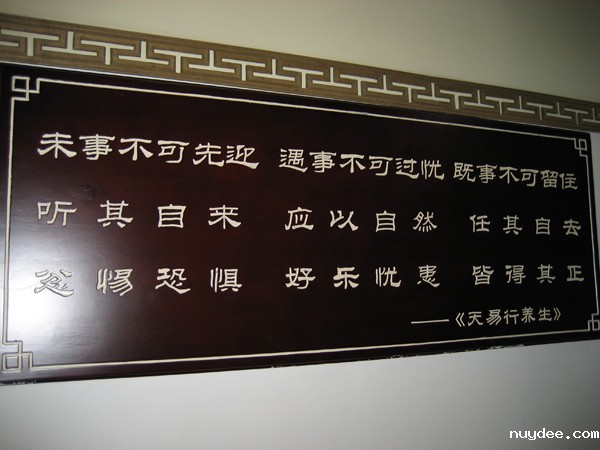 未事不可先迎 遇事不可过忧 既事不可留住
听其自来 应以自然 任其自去
忿惕恐惧 好乐忧患 皆得其正
——《天易行养生》
nuydee.com